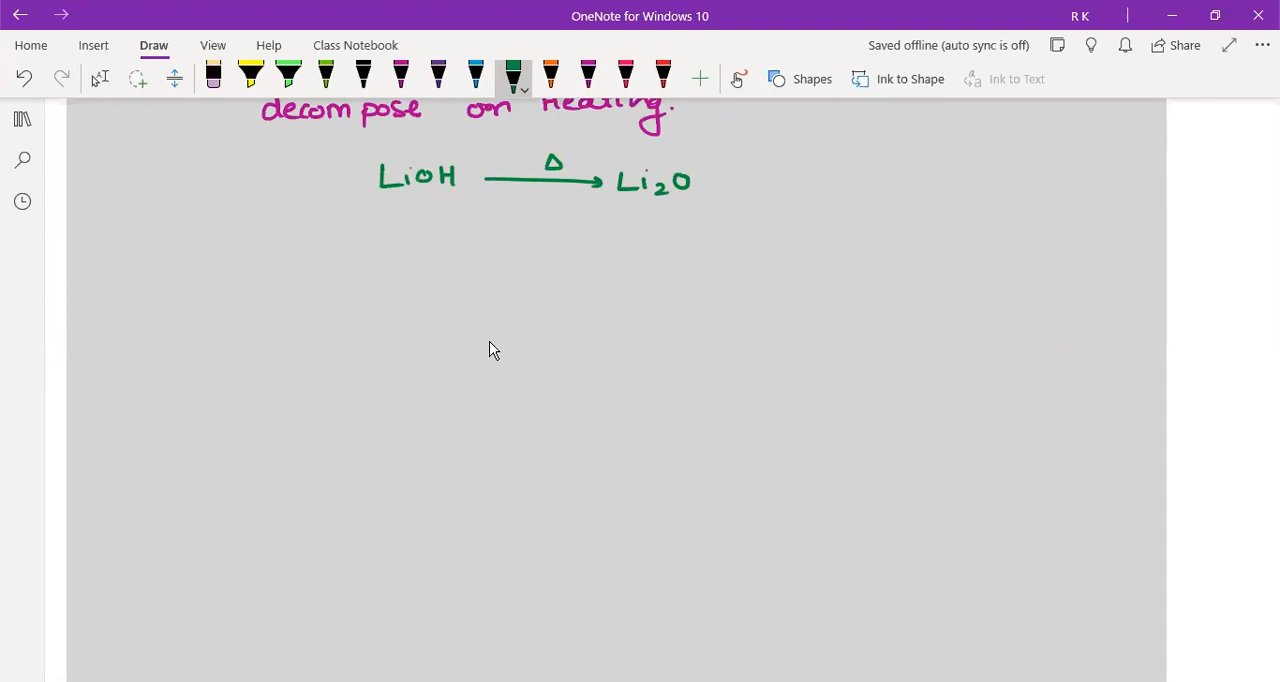 OneNote for Windows 10
R K
Home Insert Draw View Help Class Notebook
Saved offline (auto sync is off)
Share
Shapes
Ink to Shape
Ink to Text
decompose on Heating.
Δ
LiOH → Li₂O